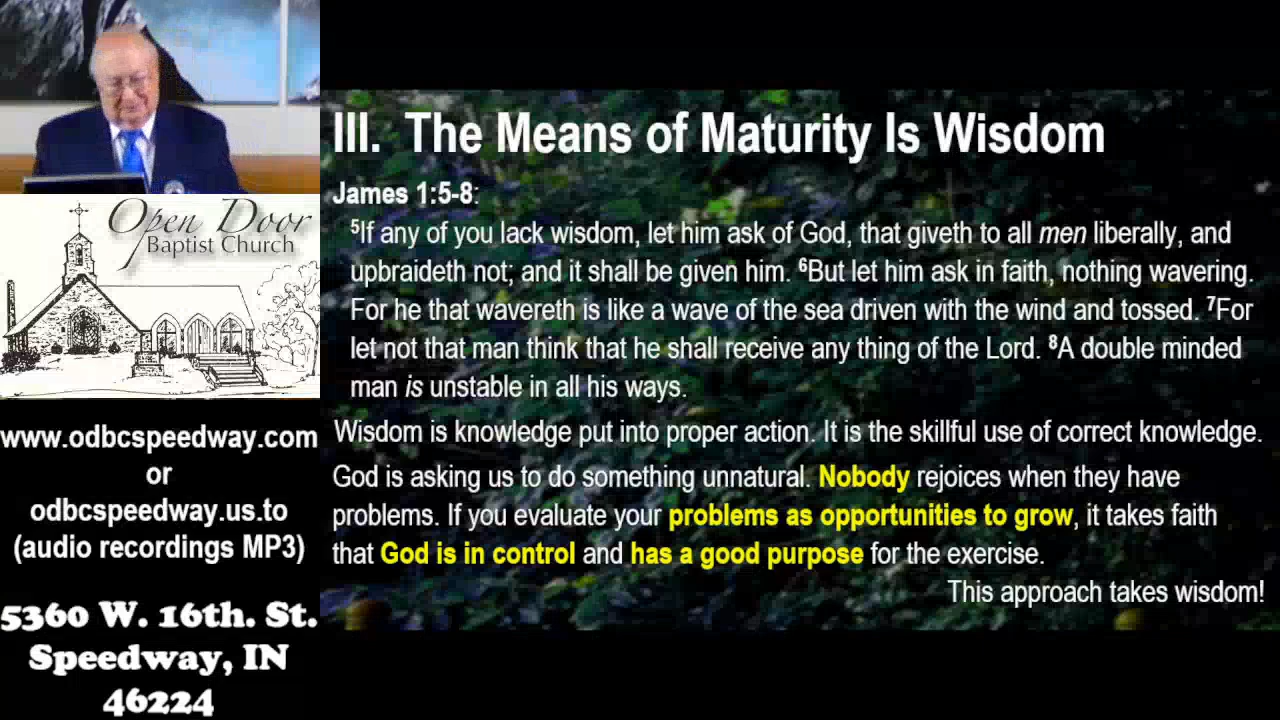 Open Door
Baptist Church
www.odbcspeedway.com
or
odbcspeedway.us.to
(audio recordings MP3)
5360 W. 16th. St.
Speedway, IN
46224
III. The Means of Maturity Is Wisdom
James 1:5-8:
⁵If any of you lack wisdom, let him ask of God, that giveth to all men liberally, and
upbraideth not; and it shall be given him. ⁶But let him ask in faith, nothing wavering.
For he that wavereth is like a wave of the sea driven with the wind and tossed. ⁷For
let not that man think that he shall receive any thing of the Lord. ⁸A double minded
man is unstable in all his ways.
Wisdom is knowledge put into proper action. It is the skillful use of correct knowledge.
God is asking us to do something unnatural. Nobody rejoices when they have
problems. If you evaluate your problems as opportunities to grow, it takes faith
that God is in control and has a good purpose for the exercise.
This approach takes wisdom!